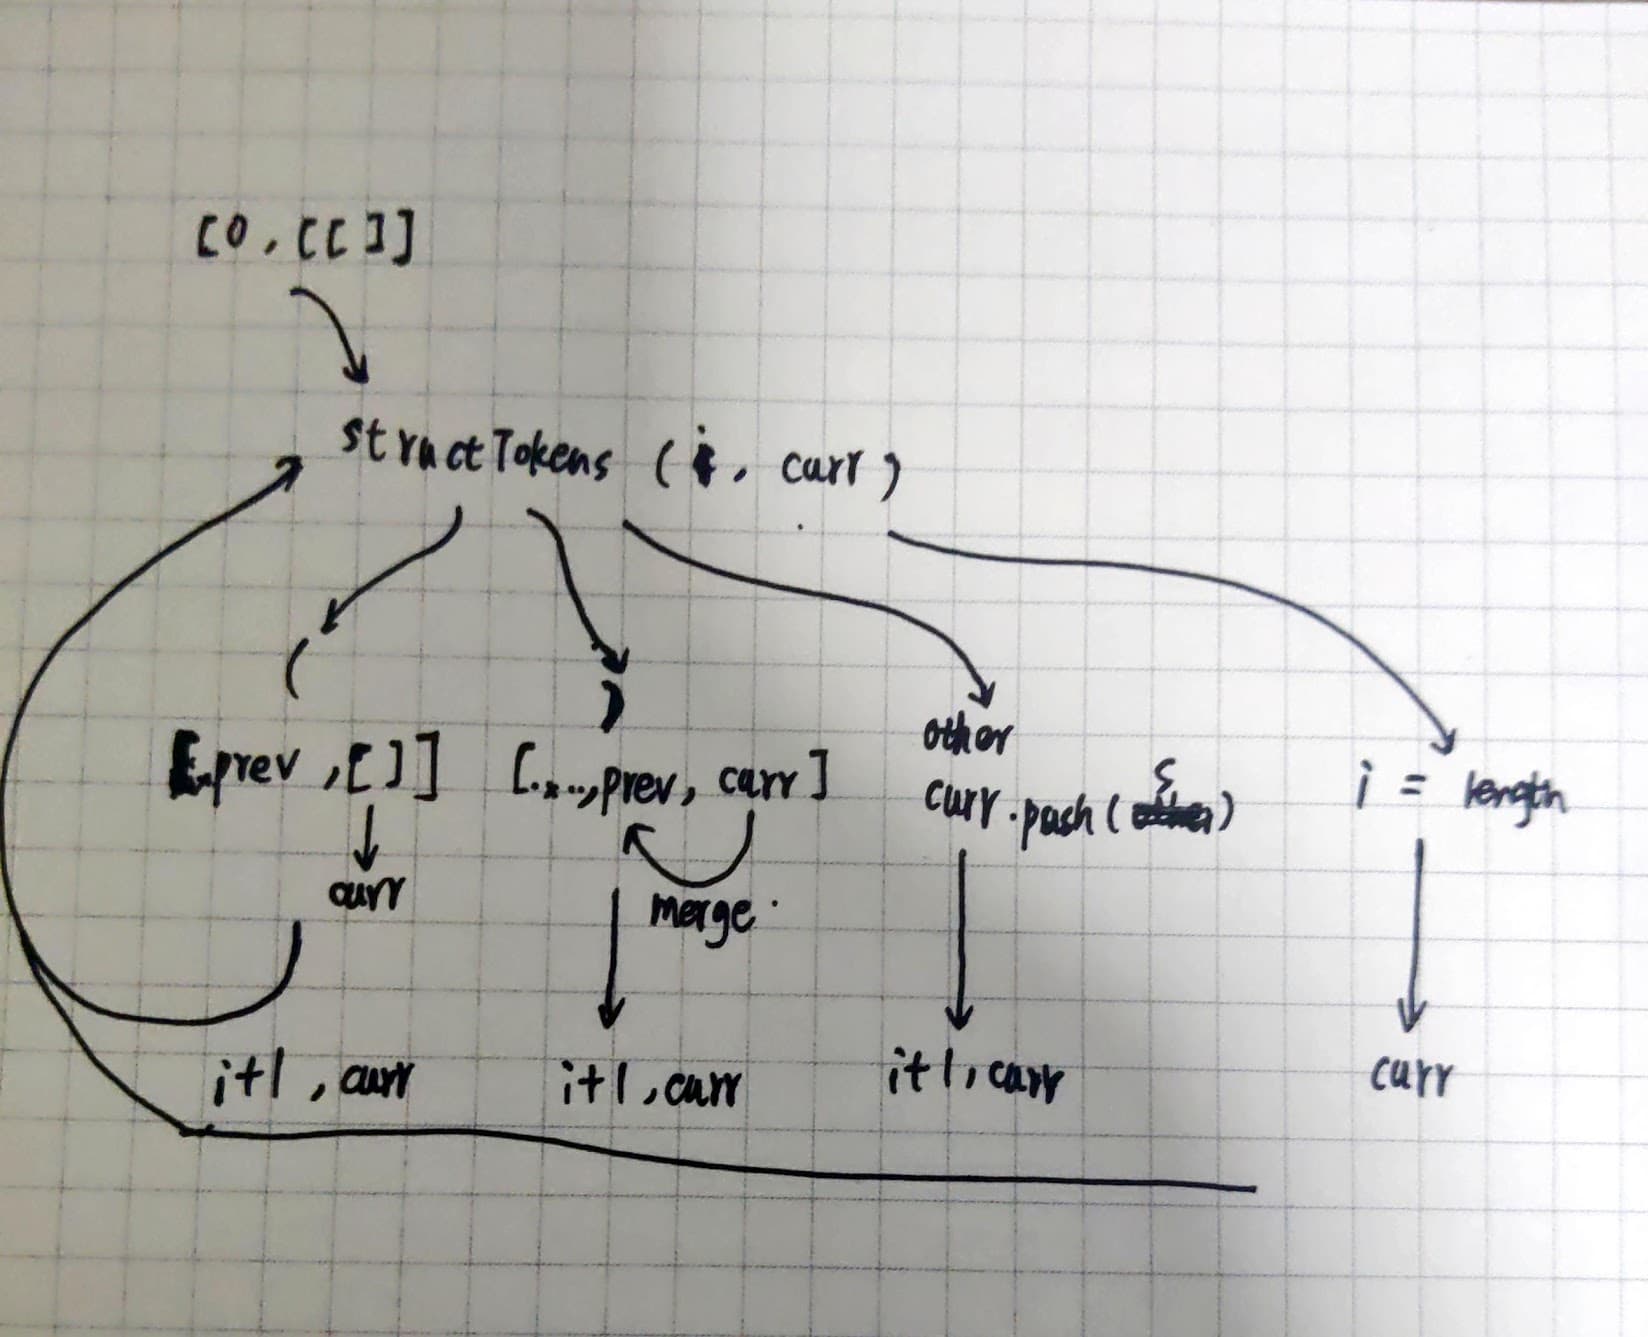 [0, [[]]
structTokens (i, curr)
(
)
[..prev, []]
[..., prev, curr]
other
curr.push(s)
i = length
curr
merge
i+1, curr
i+1, curr
i+1, curr
curr